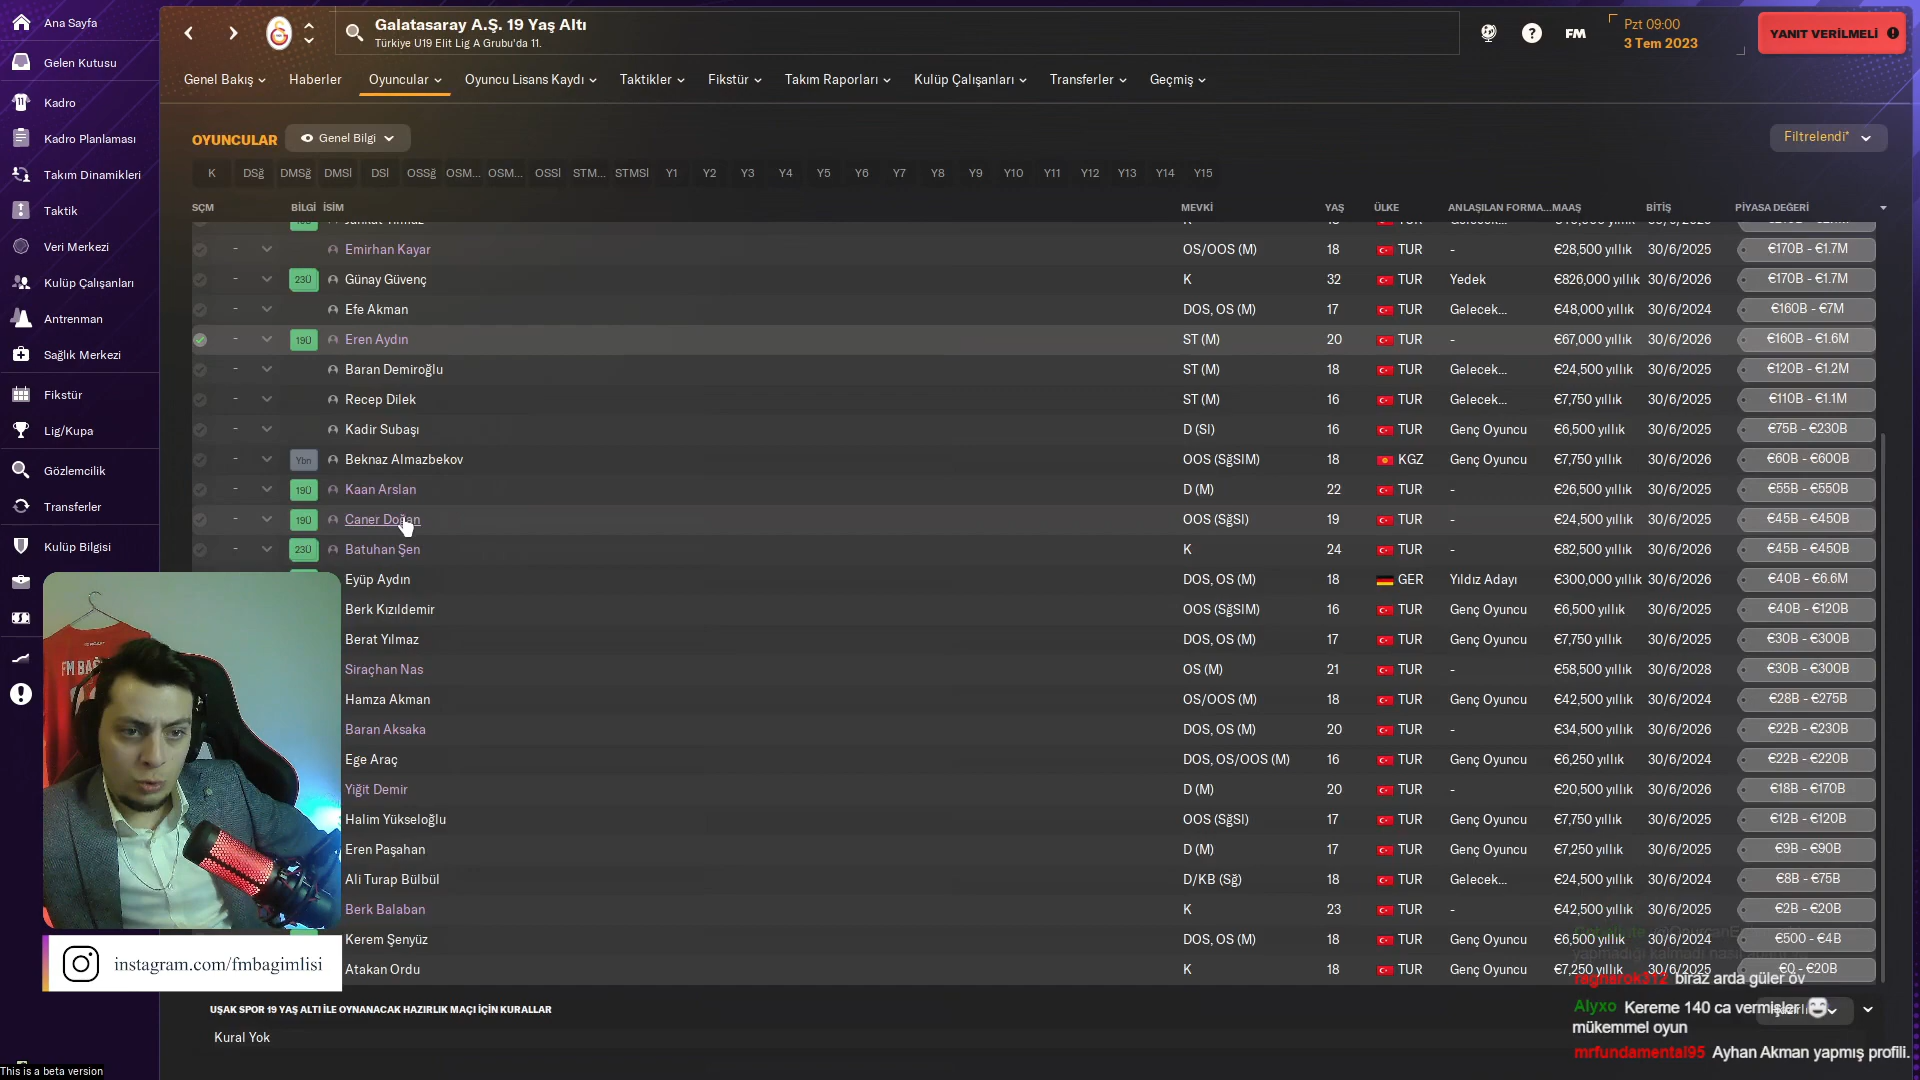 Ana Sayfa
Gelen Kutusu
Kadro
Kadro Planlaması
Takım Dinamikleri
Taktik
Veri Merkezi
Kulüp Çalışanları
Antrenman
Sağlık Merkezi
Fikstür
Lig/Kupa
Gözlemcilik
Transferler
Kulüp Bilgisi
Galatasaray A.Ş. 19 Yaş Altı
Türkiye U19 Elit Lig A Grubu'da 11.
FM
Pzt 09:00
3 Tem 2023
YANIT VERİLMELİ
Genel Bakış Haberler Oyuncular Oyuncu Lisans Kaydı Taktikler Fikstür Takım Raporları Kulüp Çalışanları Transferler Geçmiş
OYUNCULAR Genel Bilgi Filtrelendi*
K DSğ DMSğ DMSl DSl OSSğ OSM... OSM... OSSl STM... STMSl Y1 Y2 Y3 Y4 Y5 Y6 Y7 Y8 Y9 Y10 Y11 Y12 Y13 Y14 Y15
SÇM BİLGİ İSİM MEVKİ YAŞ ÜLKE ANLAŞILAN FORMA... MAAŞ BİTİŞ PİYASA DEĞERİ
- Emirhan Kayar OS/OOS (M) 18 TUR - €28,500 yıllık 30/6/2025 €170B - €1.7M
- 23Ü Günay Güvenç K 32 TUR Yedek €826,000 yıllık 30/6/2025 €170B - €1.7M
- Efe Akman DOS, OS (M) 17 TUR Gelecek... €48,000 yıllık 30/6/2024 €160B - €7M
- 19Ü Eren Aydın ST (M) 20 TUR - €67,000 yıllık 30/6/2026 €160B - €1.6M
- Baran Demiroğlu ST (M) 18 TUR Gelecek... €24,500 yıllık 30/6/2025 €120B - €1.2M
- Recep Dilek ST (M) 16 TUR Gelecek... €7,750 yıllık 30/6/2025 €110B - €1.1M
- Kadir Subaşı D (Sl) 16 TUR Genç Oyuncu €6,500 yıllık 30/6/2025 €75B - €230B
- Ybn Beknaz Almazbekov OOS (SğSlM) 18 KGZ Genç Oyuncu €7,750 yıllık 30/6/2025 €60B - €600B
- 19Ü Kaan Arslan D (M) 22 TUR - €26,500 yıllık 30/6/2025 €55B - €550B
- 19Ü Caner Doğan OOS (SğSl) 19 TUR - €24,500 yıllık 30/6/2025 €45B - €450B
- 23Ü Batuhan Şen K 24 TUR - €82,500 yıllık 30/6/2026 €45B - €450B
Eyüp Aydın DOS, OS (M) 18 GER Yıldız Adayı €300,000 yıllık 30/6/2026 €40B - €6.6M
Berk Kızıldemir OOS (SğSlM) 16 TUR Genç Oyuncu €6,500 yıllık 30/6/2025 €40B - €120B
Berat Yılmaz DOS, OS (M) 17 TUR Genç Oyuncu €7,750 yıllık 30/6/2025 €30B - €300B
Siraçhan Nas OS (M) 21 TUR - €58,500 yıllık 30/6/2028 €30B - €300B
Hamza Akman OS/OOS (M) 18 TUR Genç Oyuncu €42,500 yıllık 30/6/2024 €28B - €275B
Baran Aksaka DOS, OS (M) 20 TUR - €34,500 yıllık 30/6/2026 €22B - €230B
Ege Araç DOS, OS/OOS (M) 16 TUR Genç Oyuncu €6,250 yıllık 30/6/2024 €22B - €220B
Yiğit Demir D (M) 20 TUR - €20,500 yıllık 30/6/2026 €18B - €170B
Halim Yükseloğlu OOS (SğSl) 17 TUR Genç Oyuncu €7,750 yıllık 30/6/2025 €12B - €120B
Eren Paşahan D (M) 17 TUR Genç Oyuncu €7,250 yıllık 30/6/2025 €9B - €90B
Ali Turap Bülbül D/KB (Sğ) 18 TUR Gelecek... €24,500 yıllık 30/6/2024 €8B - €75B
Berk Balaban K 23 TUR - €42,500 yıllık 30/6/2025 €2B - €20B
Kerem Şenyüz DOS, OS (M) 18 TUR Genç Oyuncu €6,500 yıllık 30/6/2024 €500 - €4B
Atakan Ordu K 18 TUR Genç Oyuncu €7,250 yıllık 30/6/2025 €0 - €20B
FM BAĞ
instagram.com/fmbagimlisi
UŞAK SPOR 19 YAŞ ALTI İLE OYNANACAK HAZIRLIK MAÇI İÇİN KURALLAR
Kural Yok
ragnarok312 biraz arda güler öv
Alyxo Kereme 140 ca vermişler
mükemmel oyun
mrfundamental95 Ayhan Akman yapmış profili.
This is a beta version